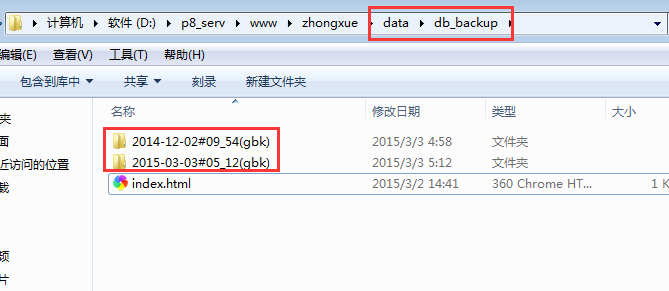 计算机 软件 (D:) p8_serv www zhongxue data db_backup
编辑(E) 查看(V) 工具(T) 帮助(H)
包含到库中 共享 刻录 新建文件夹
名称 修改日期 类型 大小
2014-12-02#09_54(gbk) 2015/3/3 4:58 文件夹
2015-03-03#05_12(gbk) 2015/3/3 5:12 文件夹
index.html 2015/3/2 14:41 360 Chrome HT... 1 K
夹
面
近访问的位置
载
频
片